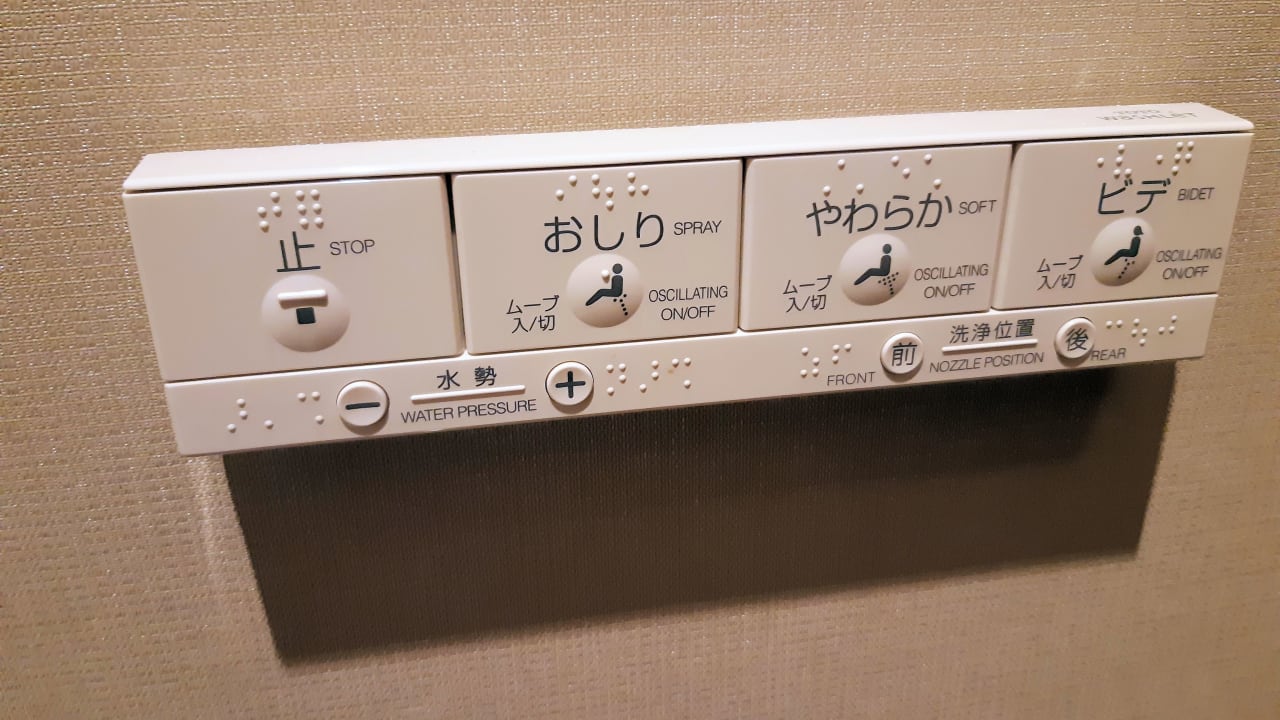 TOTO
WASHLET
止 STOP
おしり SPRAY
ムーブ
入/切
OSCILLATING
ON/OFF
やわらか SOFT
ムーブ
入/切
OSCILLATING
ON/OFF
ビデ BIDET
ムーブ
入/切
OSCILLATING
ON/OFF
− 水勢 +
WATER PRESSURE
FRONT 前 洗浄位置 後 REAR
NOZZLE POSITION